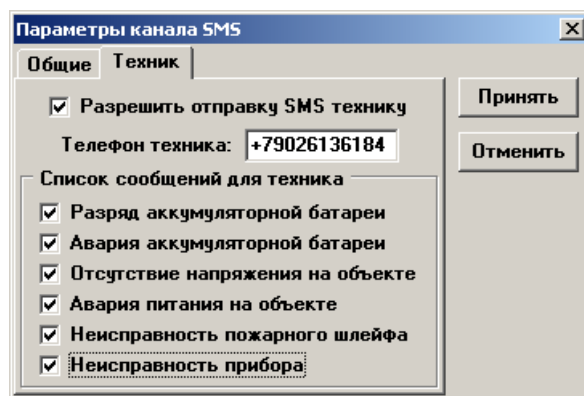 Параметры канала SMS
Общие Техник
Разрешить отправку SMS технику
Телефон техника: +79026136184
Список сообщений для техника
Разряд аккумуляторной батареи
Авария аккумуляторной батареи
Отсутствие напряжения на объекте
Авария питания на объекте
Неисправность пожарного шлейфа
Неисправность прибора
Принять
Отменить